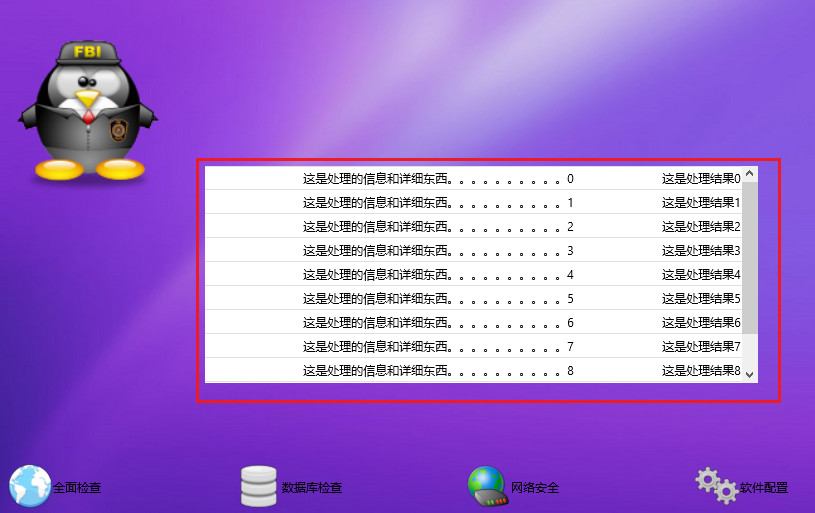 FBI
这是处理的信息和详细东西。。。。。。。。。。0 这是处理结果0
这是处理的信息和详细东西。。。。。。。。。。1 这是处理结果1
这是处理的信息和详细东西。。。。。。。。。。2 这是处理结果2
这是处理的信息和详细东西。。。。。。。。。。3 这是处理结果3
这是处理的信息和详细东西。。。。。。。。。。4 这是处理结果4
这是处理的信息和详细东西。。。。。。。。。。5 这是处理结果5
这是处理的信息和详细东西。。。。。。。。。。6 这是处理结果6
这是处理的信息和详细东西。。。。。。。。。。7 这是处理结果7
这是处理的信息和详细东西。。。。。。。。。。8 这是处理结果8
全面检查 数据库检查 网络安全 软件配置